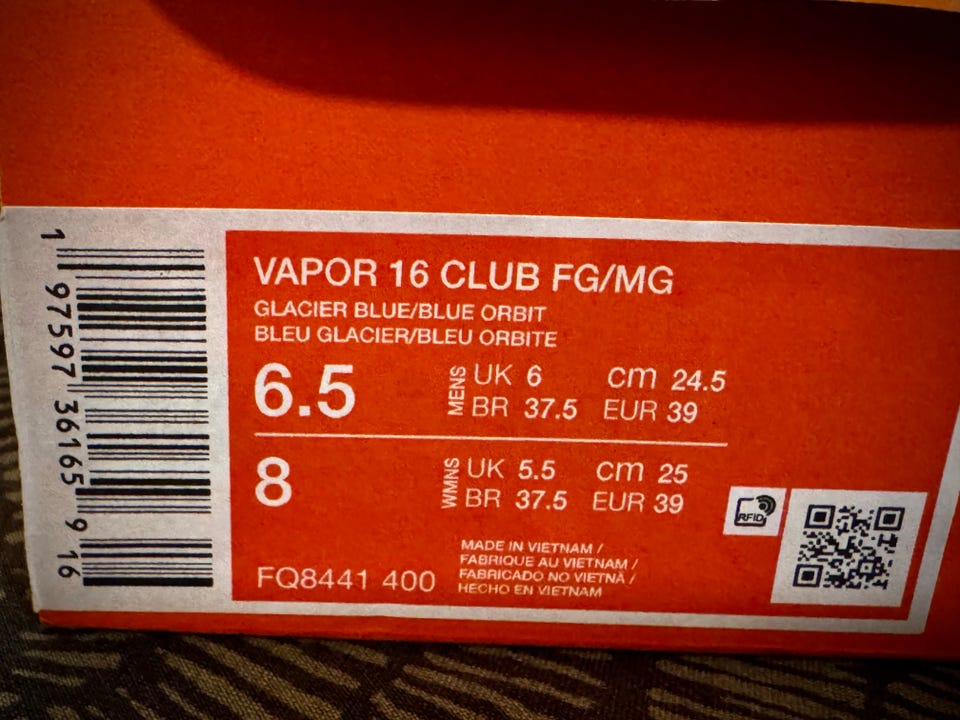 VAPOR 16 CLUB FG/MG
GLACIER BLUE/BLUE ORBIT
BLEU GLACIER/BLEU ORBITE
6.5 MENS UK 6 cm 24.5
BR 37.5 EUR 39
8 WMNS UK 5.5 cm 25
BR 37.5 EUR 39
RFID
MADE IN VIETNAM /
FABRIQUE AU VIETNAM /
FABRICADO NO VIETNÃ /
HECHO EN VIETNAM
FQ8441 400
1 97597 36165 9 16